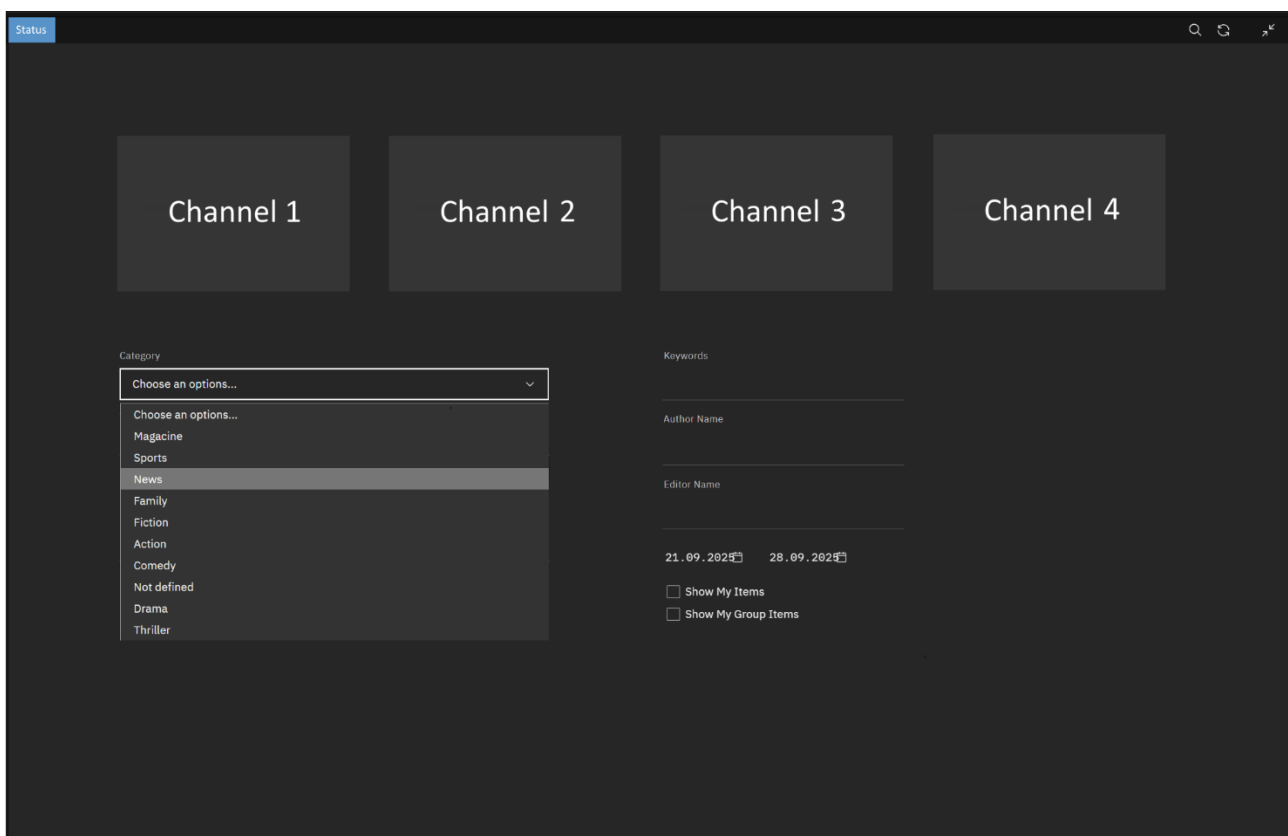 Status
Channel 1
Channel 2
Channel 3
Channel 4
Category
Choose an options...
Choose an options...
Magacine
Sports
News
Family
Fiction
Action
Comedy
Not defined
Drama
Thriller
Keywords
Author Name
Editor Name
21.09.2025 28.09.2025
Show My Items
Show My Group Items